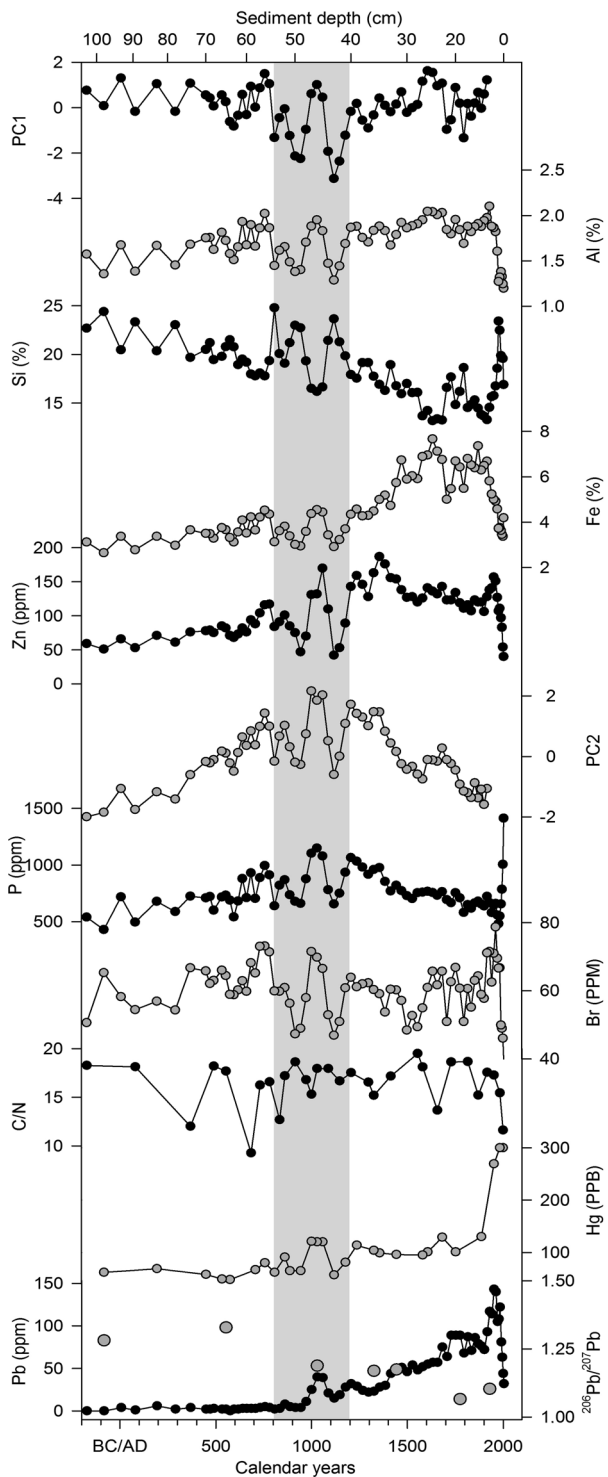 Sediment depth (cm)
100 90 80 70 60 50 40 30 20 10 0
2
0
-2
-4
PC1
2.5
2.0
1.5
1.0
Al (%)
25
20
15
Si (%)
8
6
4
2
Fe (%)
200
150
100
50
0
Zn (ppm)
2
0
-2
PC2
1500
1000
500
P (ppm)
80
60
40
Br (PPM)
20
15
10
C/N
300
200
100
Hg (PPB)
150
100
50
0
Pb (ppm)
1.50
1.25
1.00
206Pb/207Pb
BC/AD 500 1000 1500 2000
Calendar years